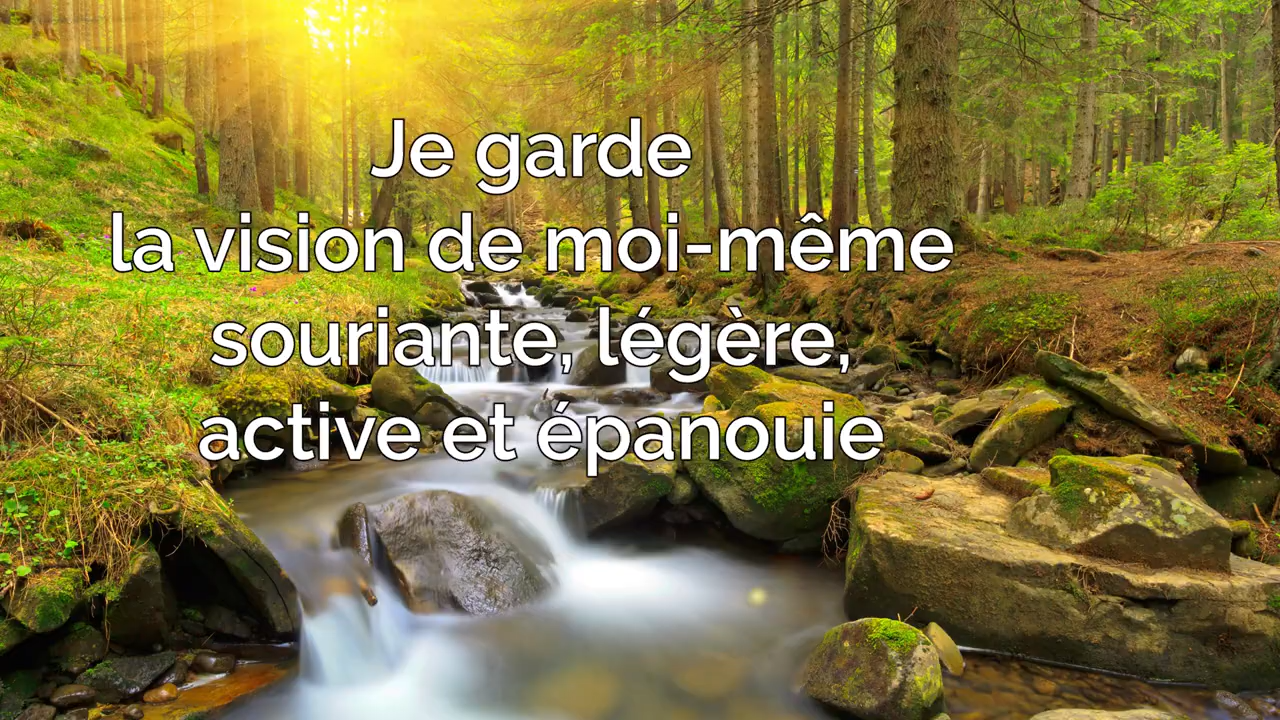 Je garde
la vision de moi-même
souriante, légère,
active et épanouie